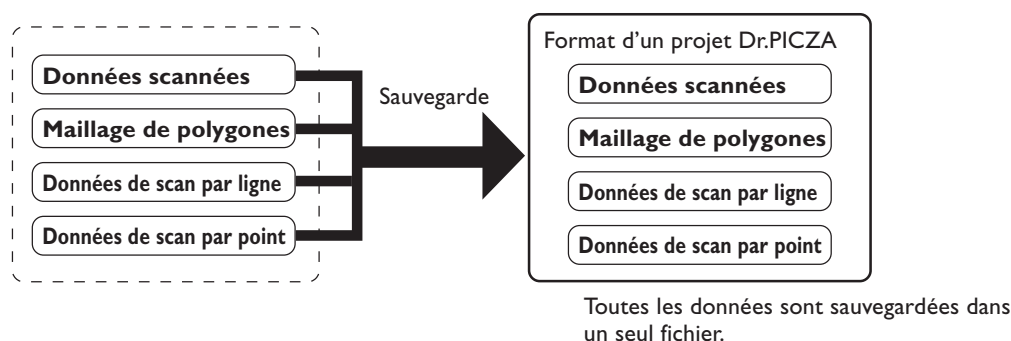 Données scannées
Maillage de polygones
Données de scan par ligne
Données de scan par point
Sauvegarde
Format d'un projet Dr.PICZA
Données scannées
Maillage de polygones
Données de scan par ligne
Données de scan par point
Toutes les données sont sauvegardées dans
un seul fichier.